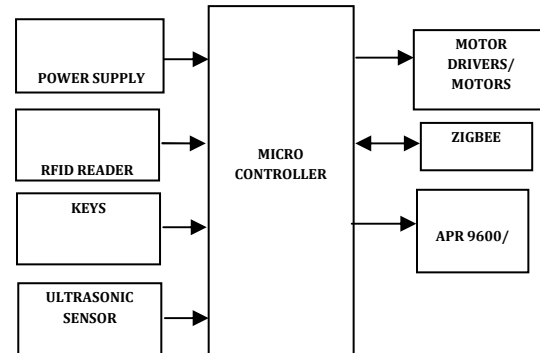 POWER SUPPLY
RFID READER
KEYS
ULTRASONIC
SENSOR
MICRO
CONTROLLER
MOTOR
DRIVERS/
MOTORS
ZIGBEE
APR 9600/